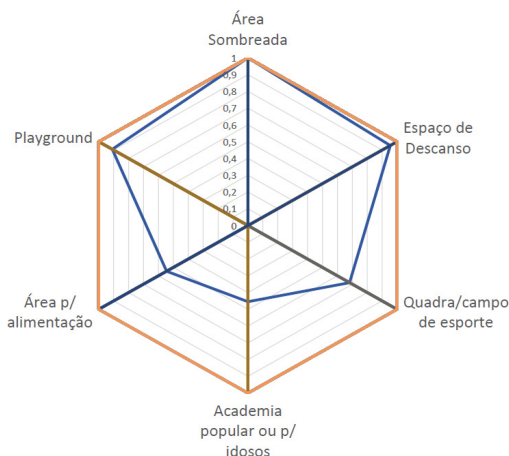 Área
Sombreada
1
0,9
0,8
0,7
0,6
0,5
0,4
0,3
0,2
0,1
0
Espaço de
Descanso
Quadra/campo
de esporte
Academia
popular ou p/
idosos
Área p/
alimentação
Playground